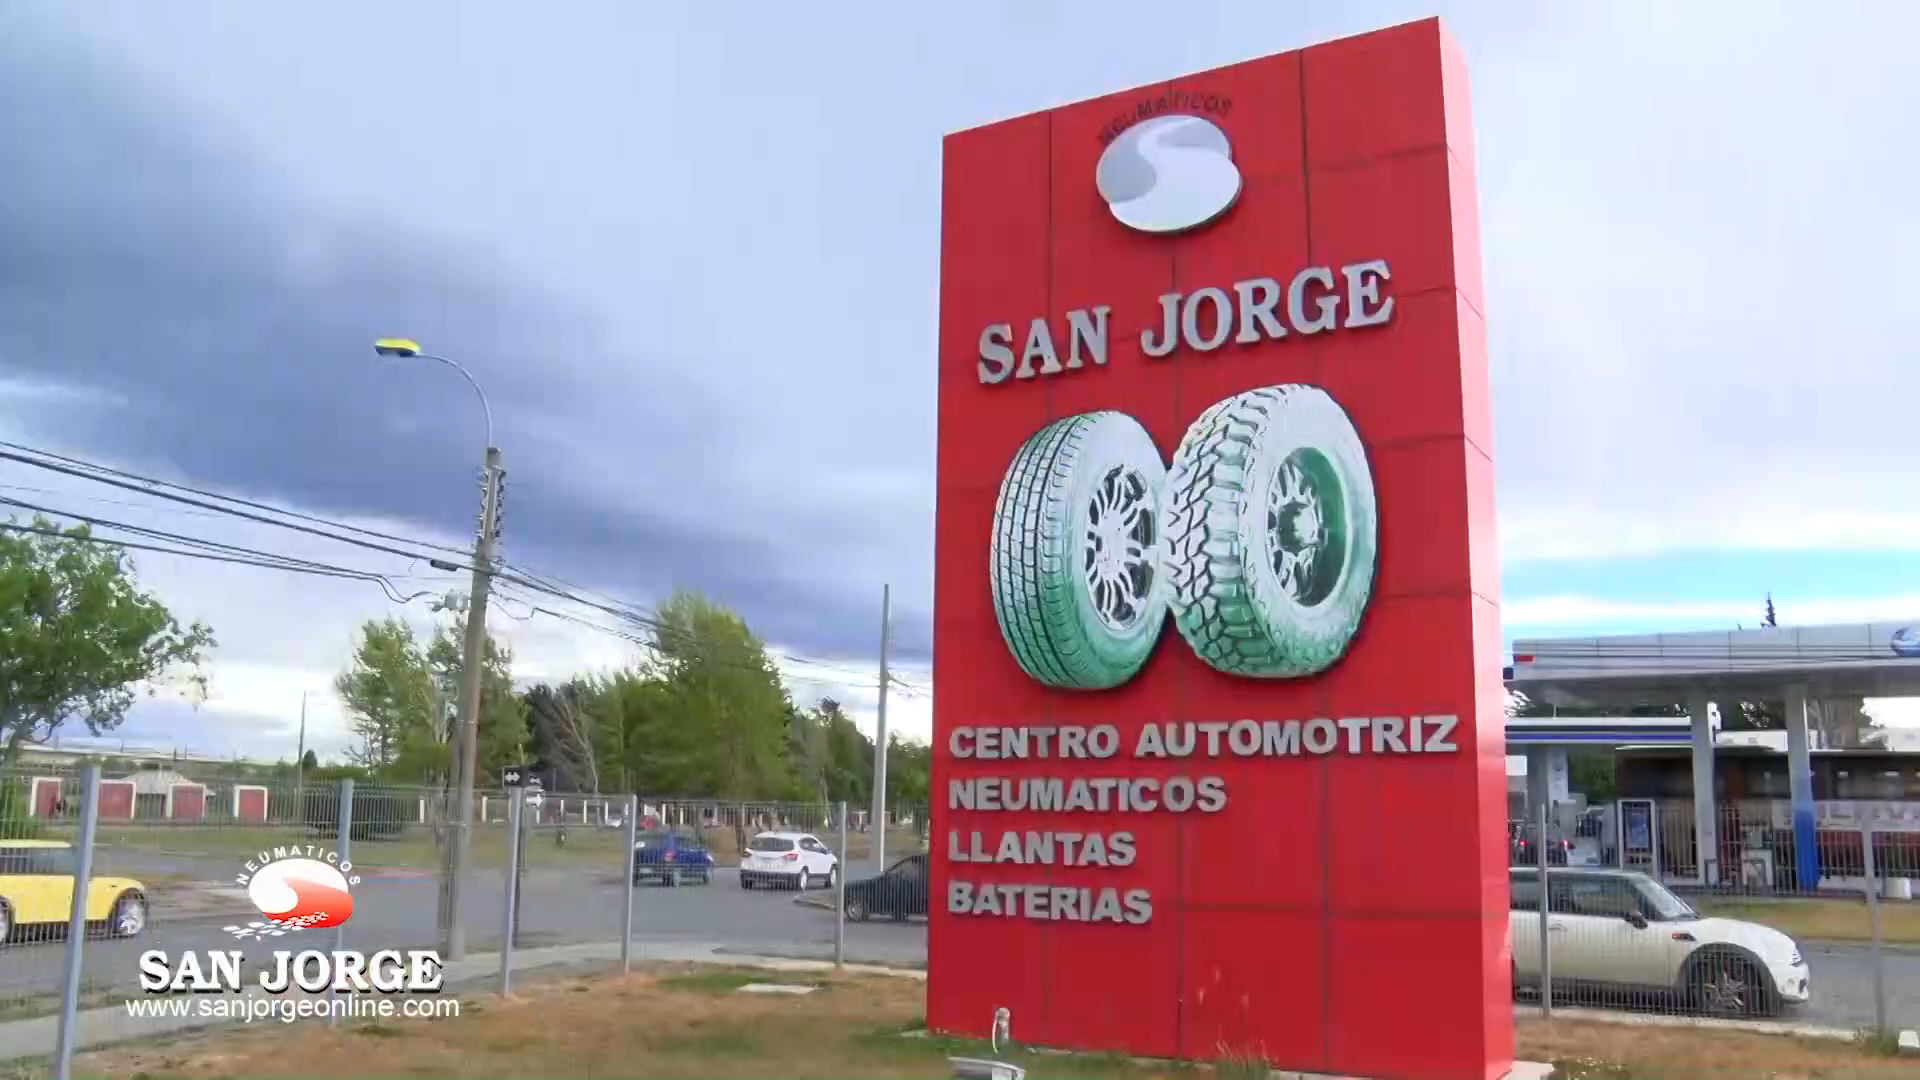 NEUMATICOS
SAN JORGE
CENTRO AUTOMOTRIZ
NEUMATICOS
LLANTAS
BATERIAS
NEUMATICOS
SAN JORGE
www.sanjorgeonline.com